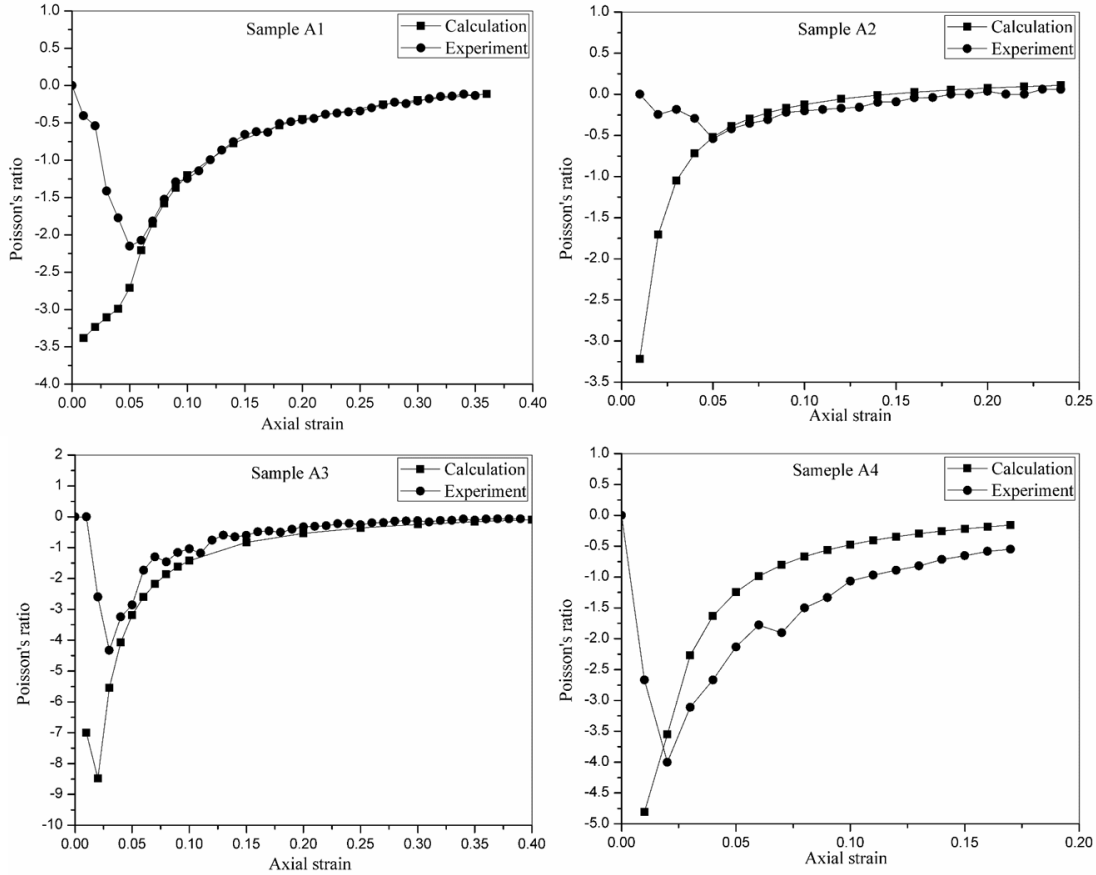 Sample A1
Calculation
Experiment
1.0
0.5
0.0
-0.5
-1.0
-1.5
-2.0
-2.5
-3.0
-3.5
-4.0
Poisson's ratio
0.00 0.05 0.10 0.15 0.20 0.25 0.30 0.35 0.40
Axial strain
Sample A2
Calculation
Experiment
1.0
0.5
0.0
-0.5
-1.0
-1.5
-2.0
-2.5
-3.0
-3.5
Poisson's ratio
0.00 0.05 0.10 0.15 0.20 0.25
Axial strain
Sample A3
Calculation
Experiment
2
1
0
-1
-2
-3
-4
-5
-6
-7
-8
-9
-10
Poisson's ratio
0.00 0.05 0.10 0.15 0.20 0.25 0.30 0.35 0.40
Axial strain
Sameple A4
Calculation
Experiment
1.0
0.5
0.0
-0.5
-1.0
-1.5
-2.0
-2.5
-3.0
-3.5
-4.0
-4.5
-5.0
Poisson's ratio
0.00 0.05 0.10 0.15 0.20
Axial strain